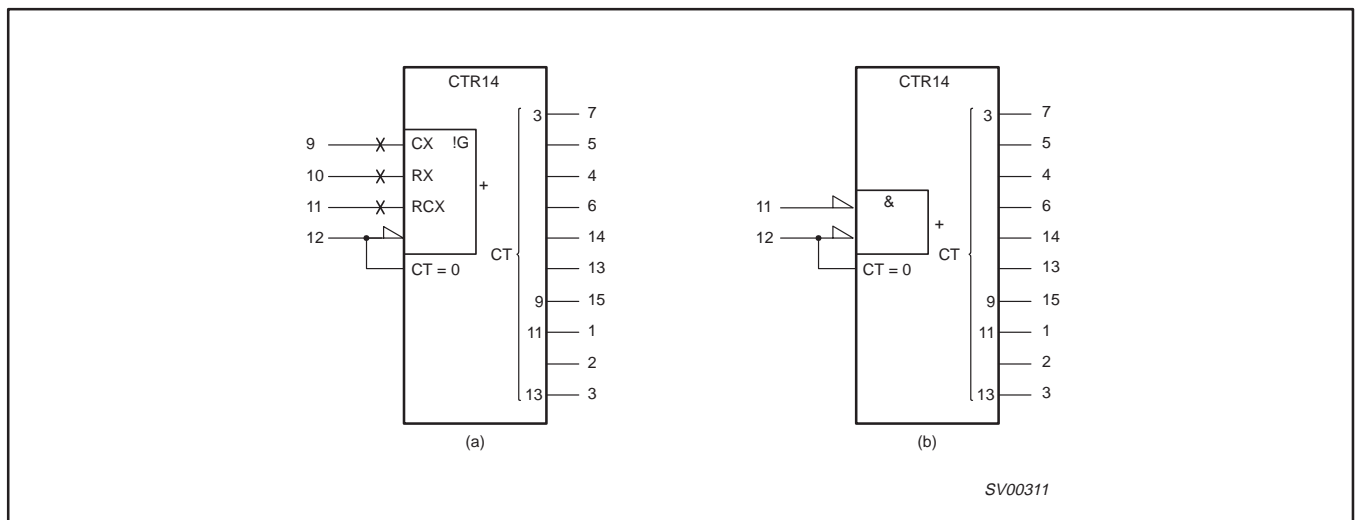 CTR14
3 7
9 CX !G 5
10 RX 4
+
11 RCX 6
12 14
CT
CT = 0 13
9 15
11 1
2
13 3
(a)
CTR14
3 7
5
4
& 6
11
+
12 14
CT
CT = 0 13
9 15
11 1
2
13 3
(b)
SV00311